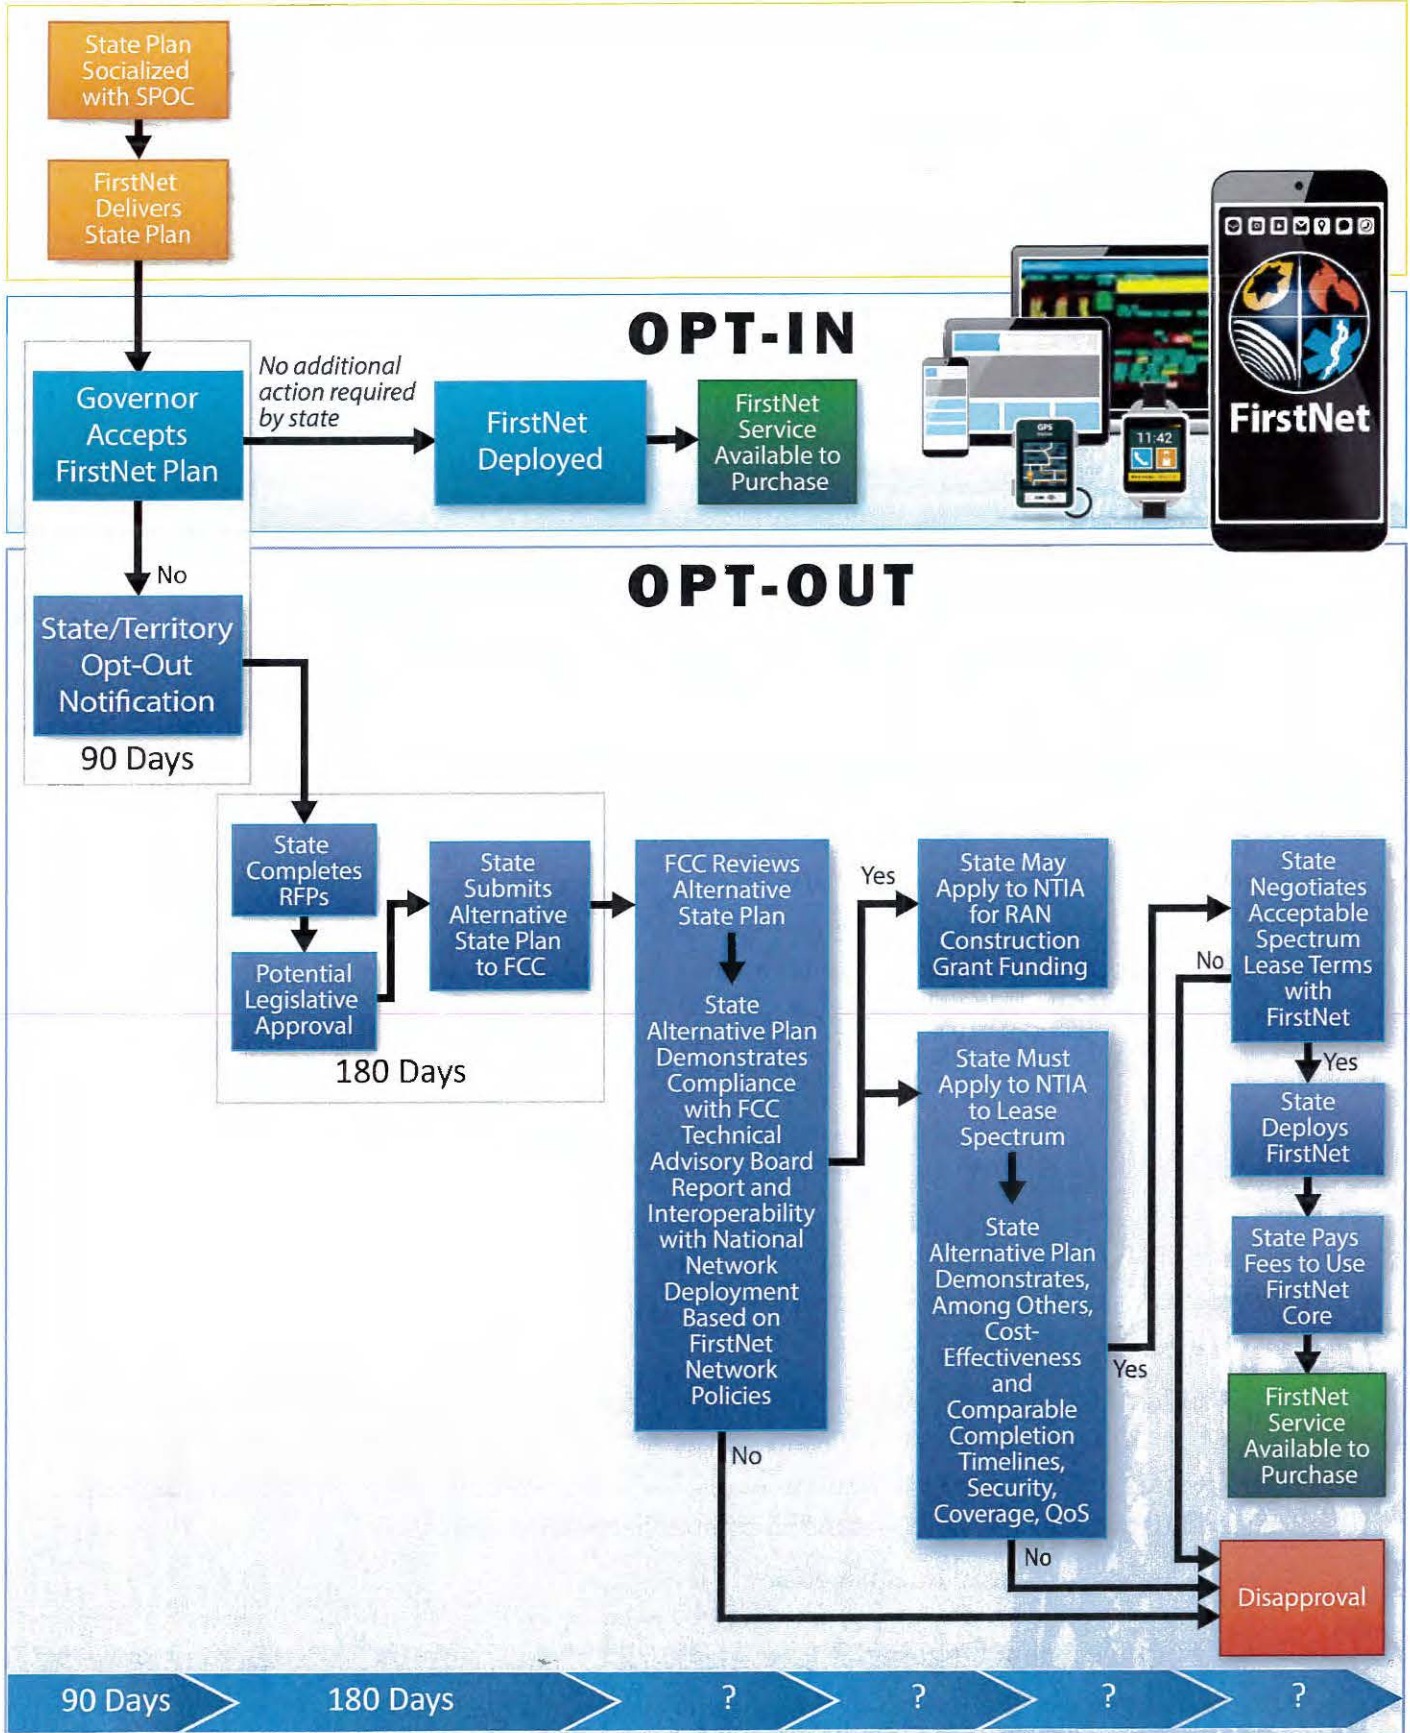 State Plan
Socialized
with SPOC
FirstNet
Delivers
State Plan
OPT-IN
Governor
Accepts
FirstNet Plan
No additional
action required
by state
FirstNet
Deployed
FirstNet
Service
Available to
Purchase
GPS
11:42
FirstNet
OPT-OUT
No
State/Territory
Opt-Out
Notification
90 Days
State
Completes
RFPs
Potential
Legislative
Approval
State
Submits
Alternative
State Plan
to FCC
180 Days
FCC Reviews
Alternative
State Plan
State
Alternative Plan
Demonstrates
Compliance
with FCC
Technical
Advisory Board
Report and
Interoperability
with National
Network
Deployment
Based on
FirstNet
Network
Policies
No
Yes
State May
Apply to NTIA
for RAN
Construction
Grant Funding
State Must
Apply to NTIA
to Lease
Spectrum
State
Alternative Plan
Demonstrates,
Among Others,
Cost-
Effectiveness
and
Comparable
Completion
Timelines,
Security,
Coverage, QoS
Yes
No
State
Negotiates
Acceptable
Spectrum
Lease Terms
with
FirstNet
No
Yes
State
Deploys
FirstNet
State Pays
Fees to Use
FirstNet
Core
FirstNet
Service
Available to
Purchase
Disapproval
90 Days
180 Days
?
?
?
?